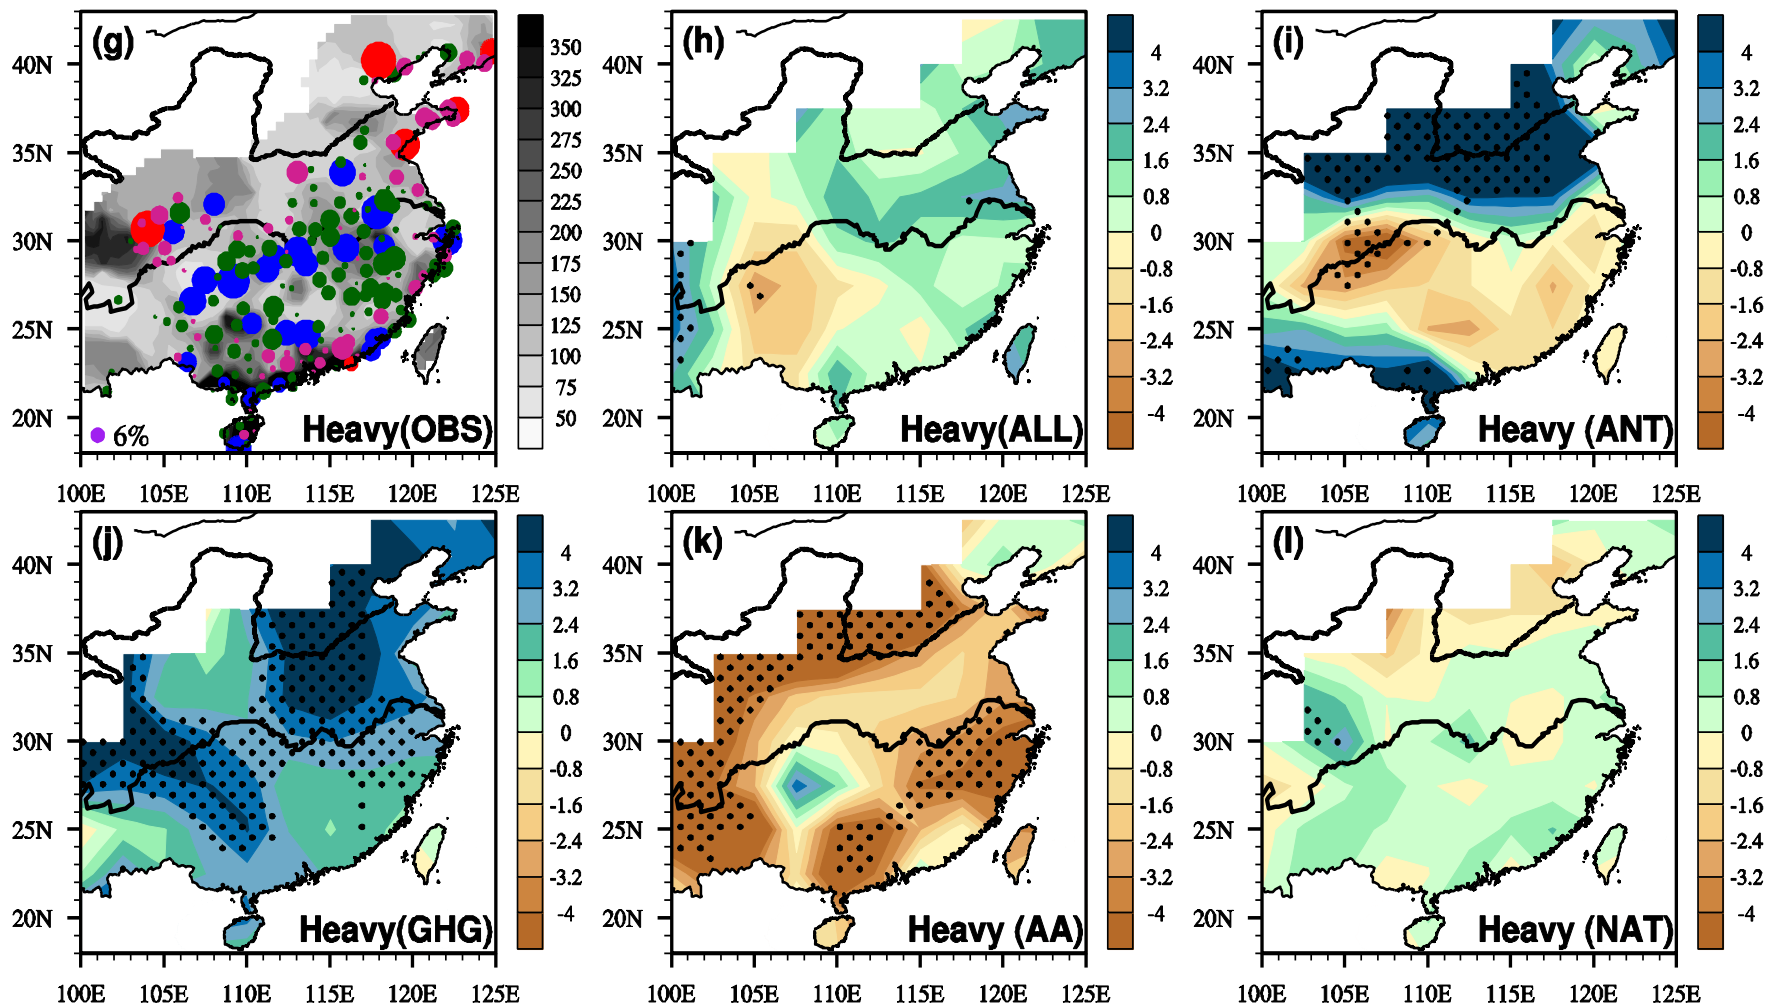 (g)
40N
35N
30N
25N
20N
6%
Heavy(OBS)
100E 105E 110E 115E 120E 125E
350
325
300
275
250
225
200
175
150
125
100
75
50
(h)
40N
35N
30N
25N
20N
Heavy(ALL)
100E 105E 110E 115E 120E 125E
4
3.2
2.4
1.6
0.8
0
-0.8
-1.6
-2.4
-3.2
-4
(i)
40N
35N
30N
25N
20N
Heavy (ANT)
100E 105E 110E 115E 120E 125E
4
3.2
2.4
1.6
0.8
0
-0.8
-1.6
-2.4
-3.2
-4
(j)
40N
35N
30N
25N
20N
Heavy(GHG)
100E 105E 110E 115E 120E 125E
4
3.2
2.4
1.6
0.8
0
-0.8
-1.6
-2.4
-3.2
-4
(k)
40N
35N
30N
25N
20N
Heavy (AA)
100E 105E 110E 115E 120E 125E
4
3.2
2.4
1.6
0.8
0
-0.8
-1.6
-2.4
-3.2
-4
(l)
40N
35N
30N
25N
20N
Heavy (NAT)
100E 105E 110E 115E 120E 125E
4
3.2
2.4
1.6
0.8
0
-0.8
-1.6
-2.4
-3.2
-4